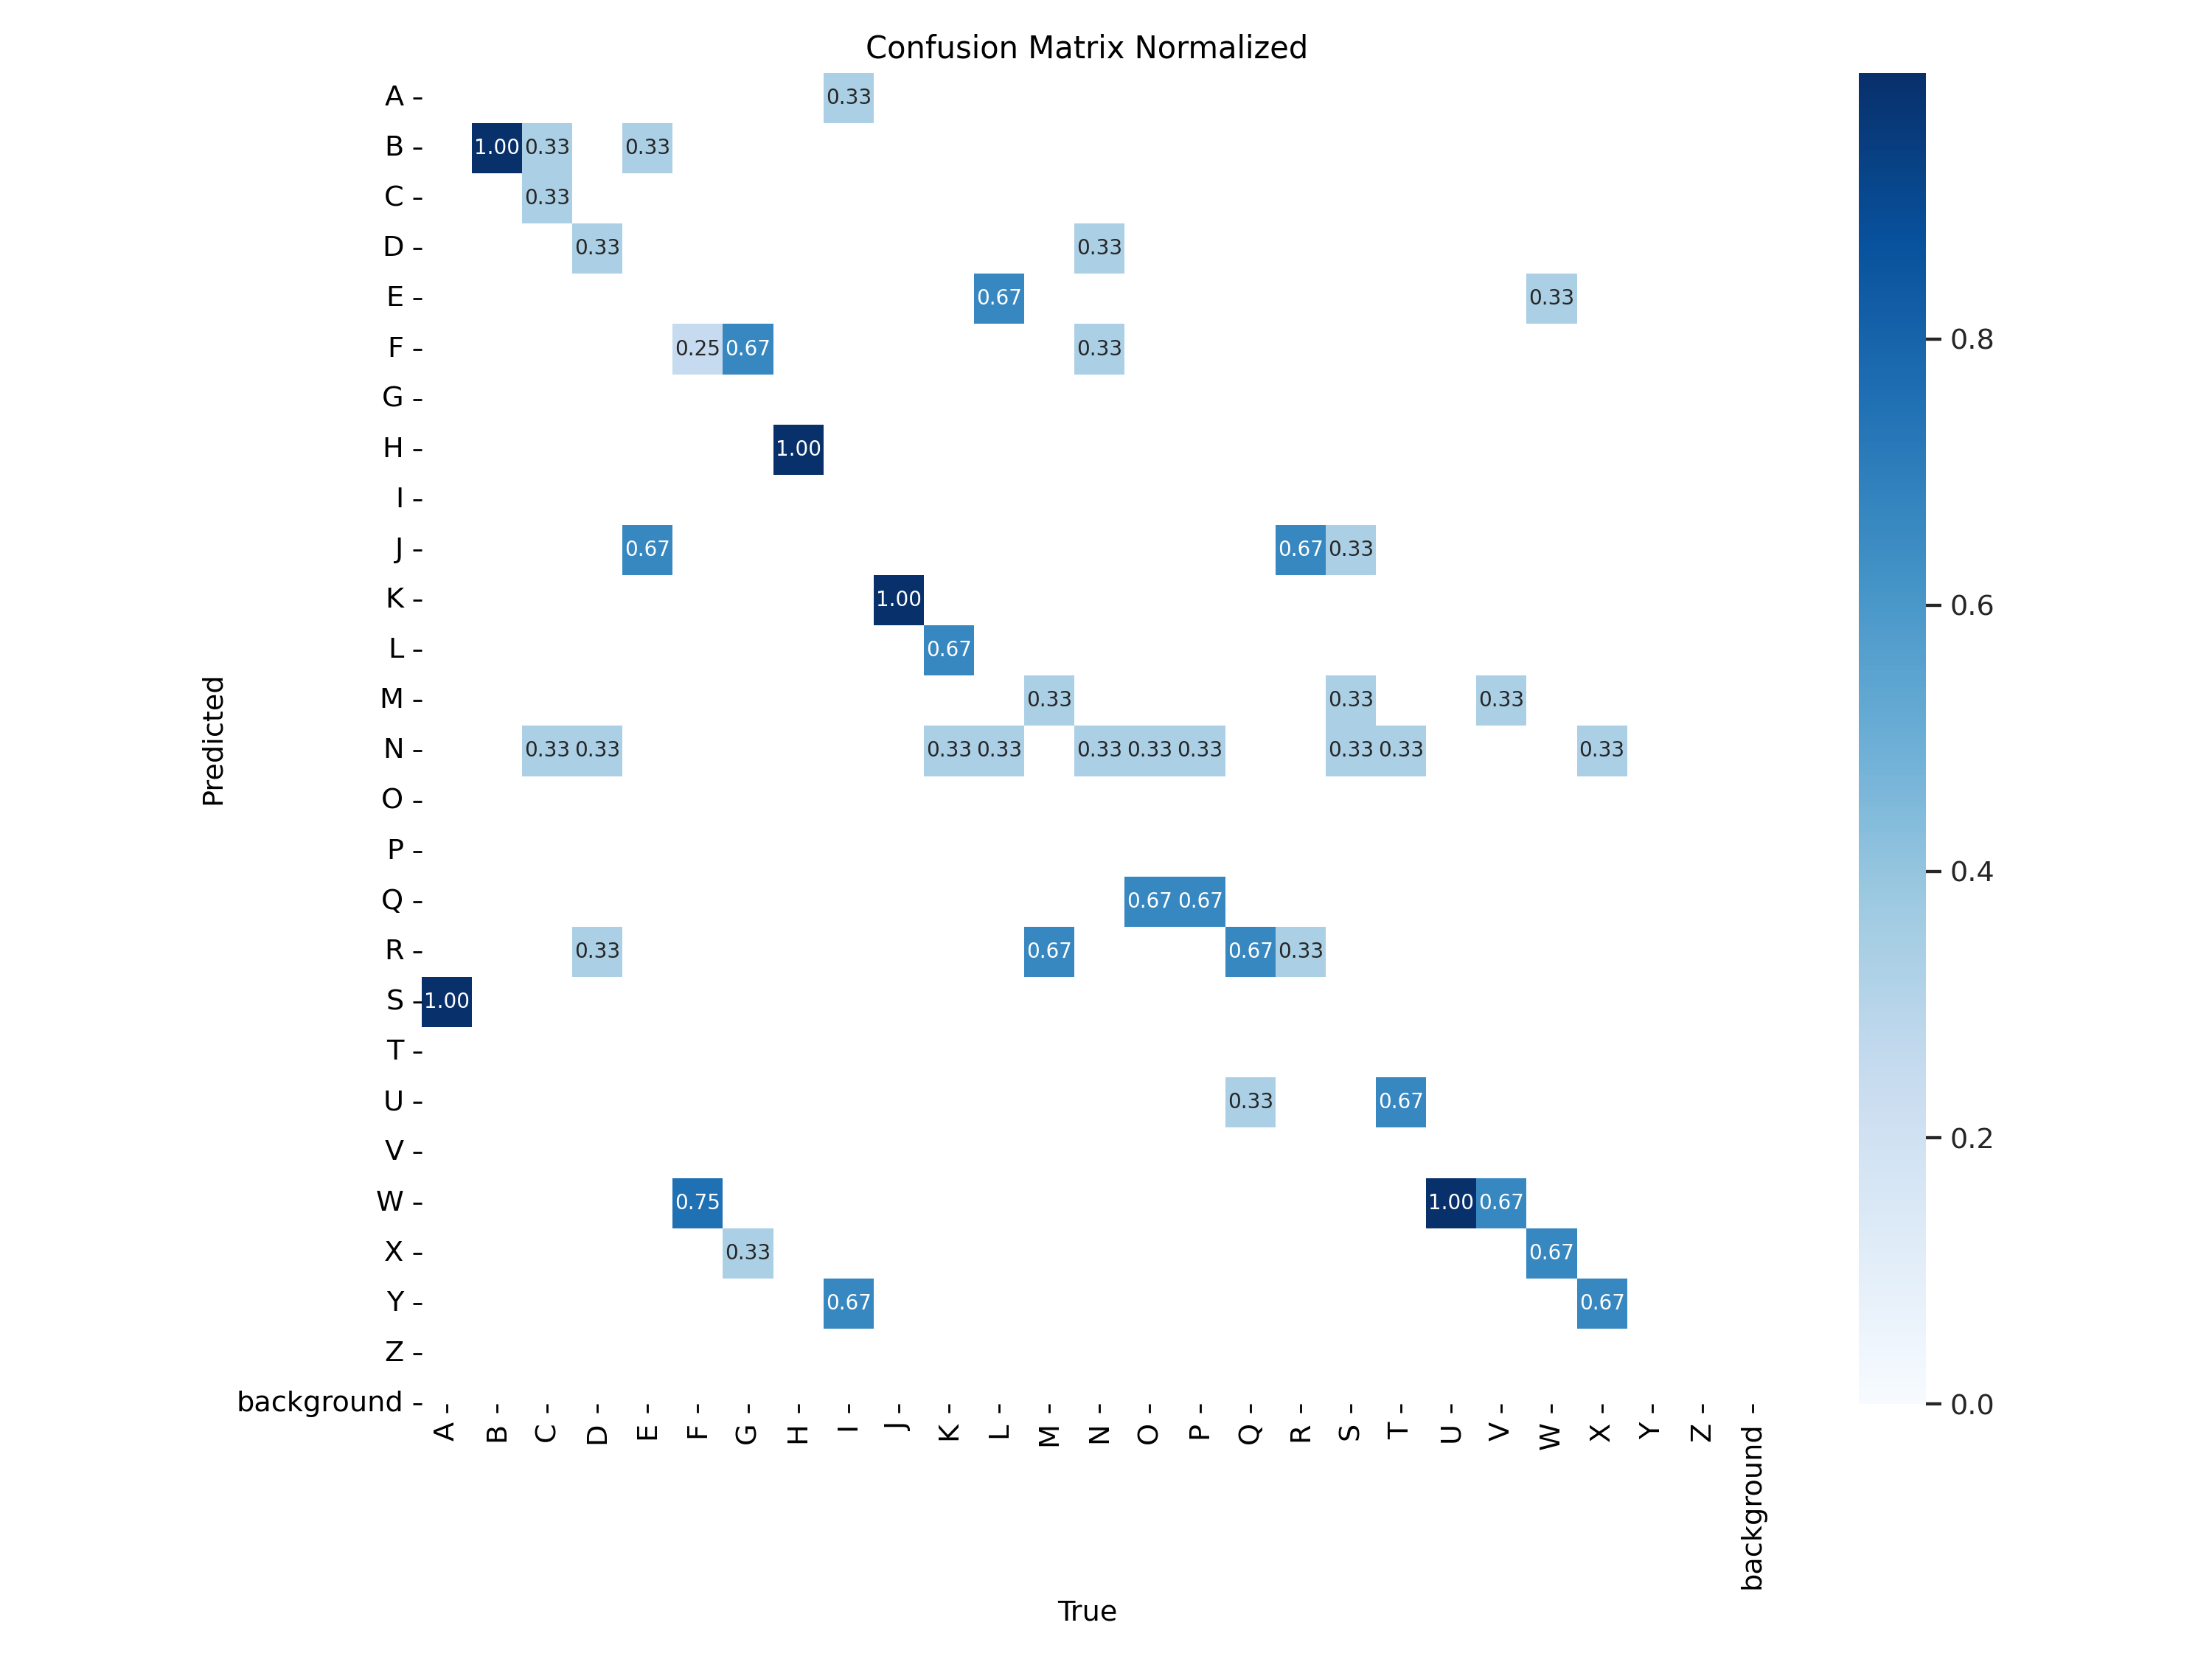 Confusion Matrix Normalized
A 0.33
B 1.00 0.33 0.33
C 0.33
D 0.33 0.33
E 0.67 0.33
F 0.25 0.67 0.33
G
H 1.00
I
J 0.67 0.67 0.33
K 1.00
L 0.67
M 0.33 0.33 0.33
N 0.33 0.33 0.33 0.33 0.33 0.33 0.33 0.33 0.33 0.33
O
P
Q 0.67 0.67
R 0.33 0.67 0.67 0.33
S 1.00
T
U 0.33 0.67
V
W 0.75 1.00 0.67
X 0.33 0.67
Y 0.67 0.67
Z
background
Predicted
A B C D E F G H I J K L M N O P Q R S T U V W X Y Z background
True
0.8
0.6
0.4
0.2
0.0